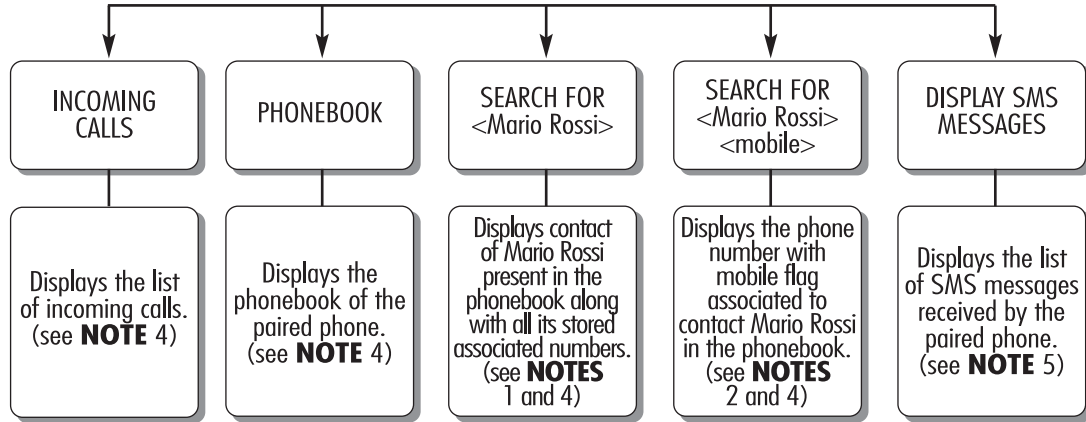 INCOMING
CALLS
PHONEBOOK
SEARCH FOR
<Mario Rossi>
SEARCH FOR
<Mario Rossi>
<mobile>
DISPLAY SMS
MESSAGES
Displays the list
of incoming calls.
(see NOTE 4)
Displays the
phonebook of the
paired phone.
(see NOTE 4)
Displays contact
of Mario Rossi
present in the
phonebook along
with all its stored
associated numbers.
(see NOTES
1 and 4)
Displays the phone
number with
mobile flag
associated to
contact Mario Rossi
in the phonebook.
(see NOTES
2 and 4)
Displays the list
of SMS messages
received by the
paired phone.
(see NOTE 5)